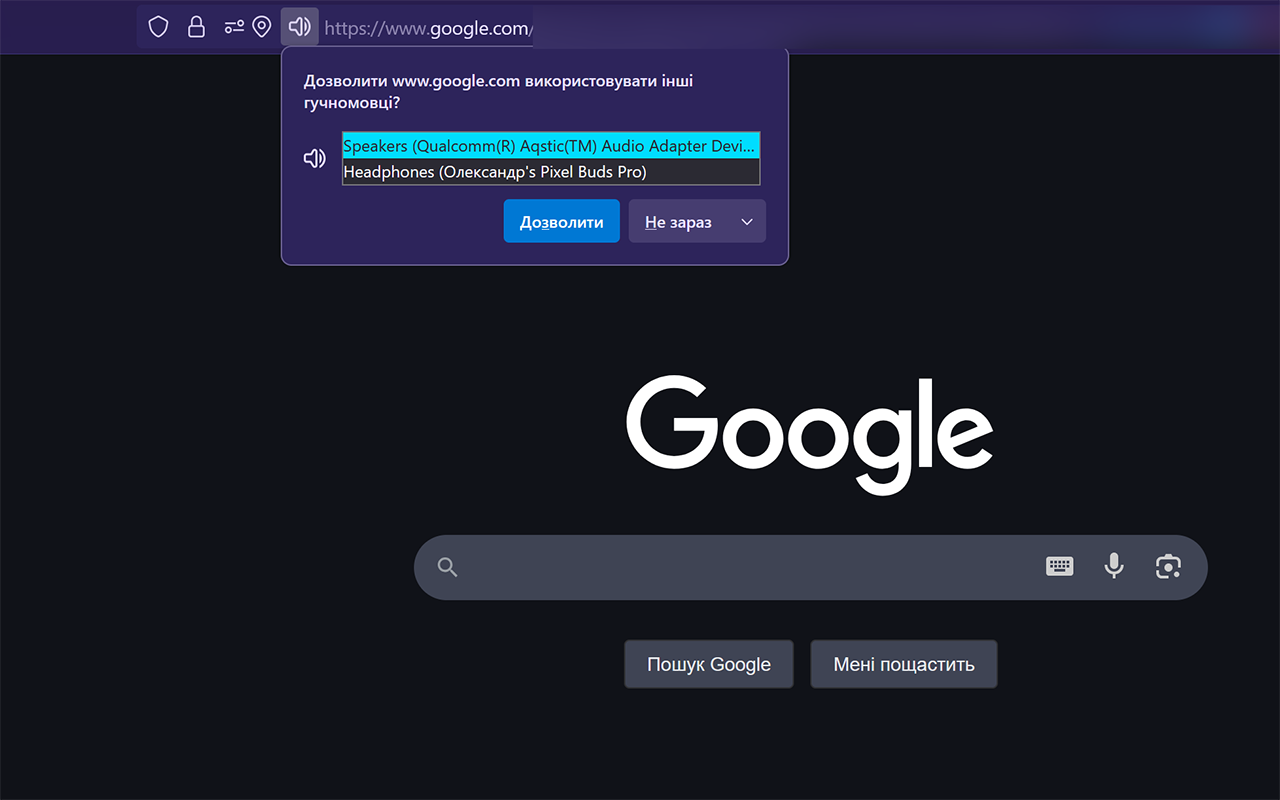 https://www.google.com/
Дозволити www.google.com використовувати інші
гучномовці?
Speakers (Qualcomm(R) Aqstic(TM) Audio Adapter Devi...
Headphones (Олександр's Pixel Buds Pro)
Дозволити
Не зараз
Google
Пошук Google
Мені пощастить